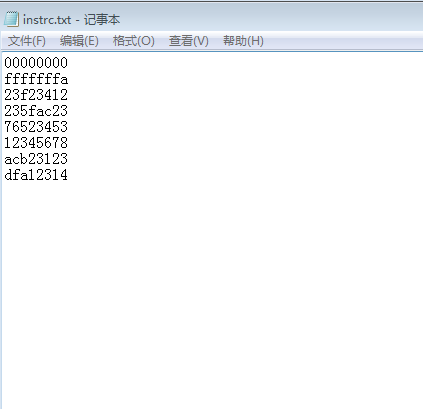 instrc.txt - 记事本
文件(F) 编辑(E) 格式(O) 查看(V) 帮助(H)
00000000
fffffffa
23f23412
235fac23
76523453
12345678
acb23123
dfa12314